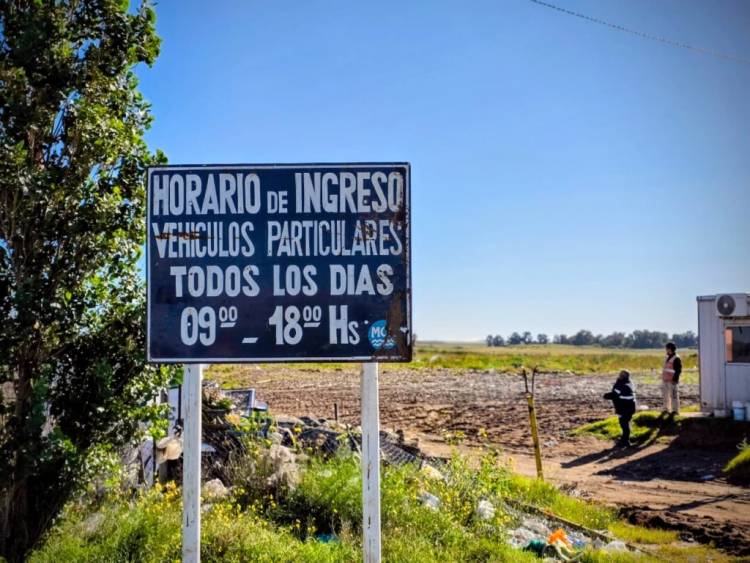 HORARIO DE INGRESO
VEHICULOS PARTICULARES
TODOS LOS DIAS
09⁰⁰ - 18⁰⁰ Hs